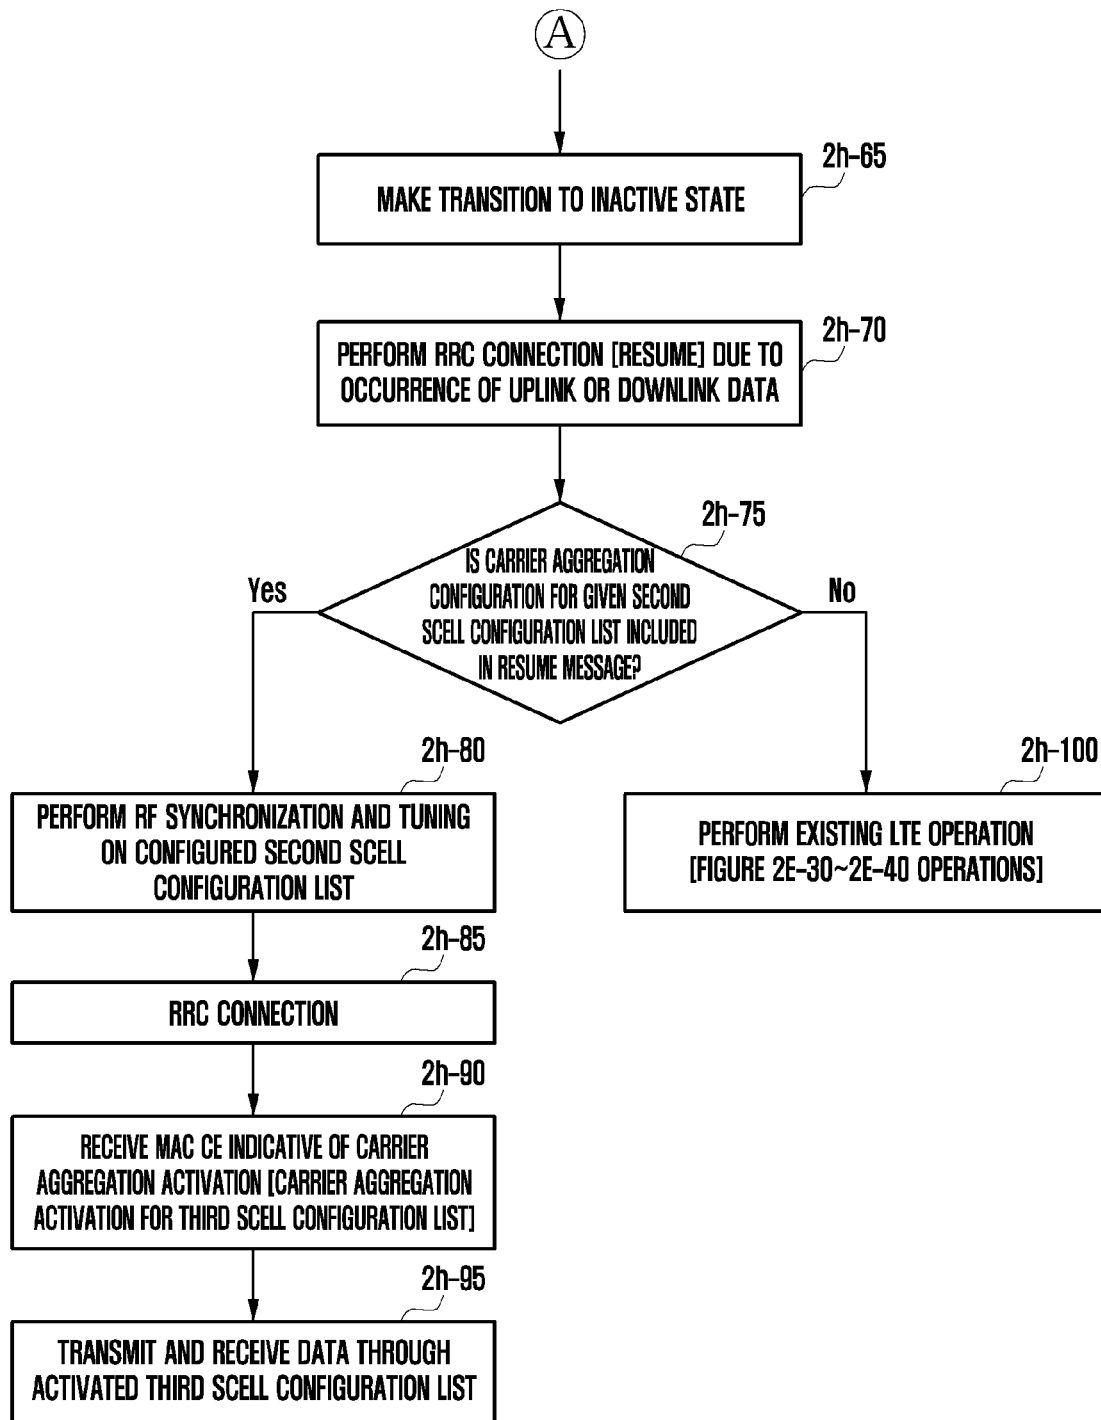 A
2h-65
MAKE TRANSITION TO INACTIVE STATE
2h-70
PERFORM RRC CONNECTION [RESUME] DUE TO
OCCURRENCE OF UPLINK OR DOWNLINK DATA
2h-75
IS CARRIER AGGREGATION
CONFIGURATION FOR GIVEN SECOND
SCELL CONFIGURATION LIST INCLUDED
IN RESUME MESSAGE?
Yes
No
2h-80
PERFORM RF SYNCHRONIZATION AND TUNING
ON CONFIGURED SECOND SCELL
CONFIGURATION LIST
2h-100
PERFORM EXISTING LTE OPERATION
[FIGURE 2E-30~2E-40 OPERATIONS]
2h-85
RRC CONNECTION
2h-90
RECEIVE MAC CE INDICATIVE OF CARRIER
AGGREGATION ACTIVATION [CARRIER AGGREGATION
ACTIVATION FOR THIRD SCELL CONFIGURATION LIST]
2h-95
TRANSMIT AND RECEIVE DATA THROUGH
ACTIVATED THIRD SCELL CONFIGURATION LIST